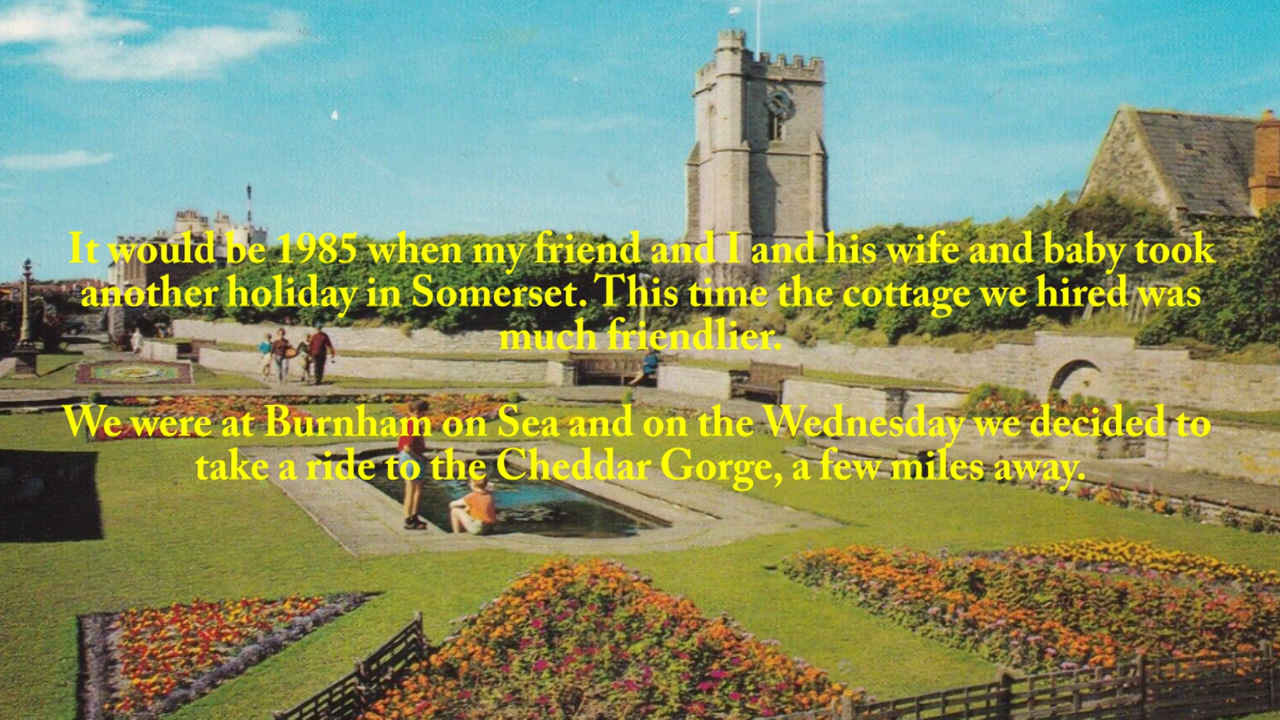 It would be 1985 when my friend and I and his wife and baby took
another holiday in Somerset. This time the cottage we hired was
much friendlier.
We were at Burnham on Sea and on the Wednesday we decided to
take a ride to the Cheddar Gorge, a few miles away.